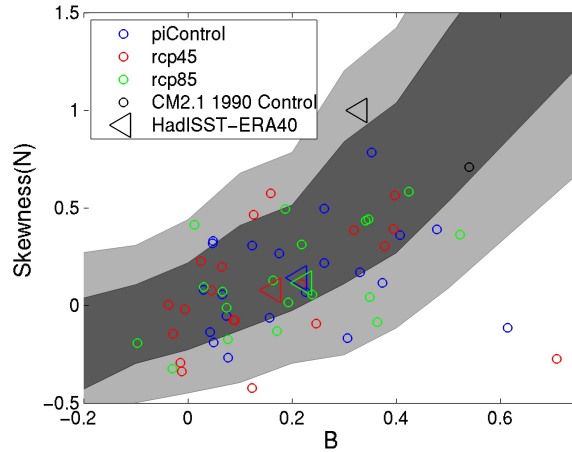 piControl
rcp45
rcp85
CM2.1 1990 Control
HadISST-ERA40
1.5
1
0.5
0
-0.5
Skewness(N)
-0.2
0
0.2
0.4
0.6
B